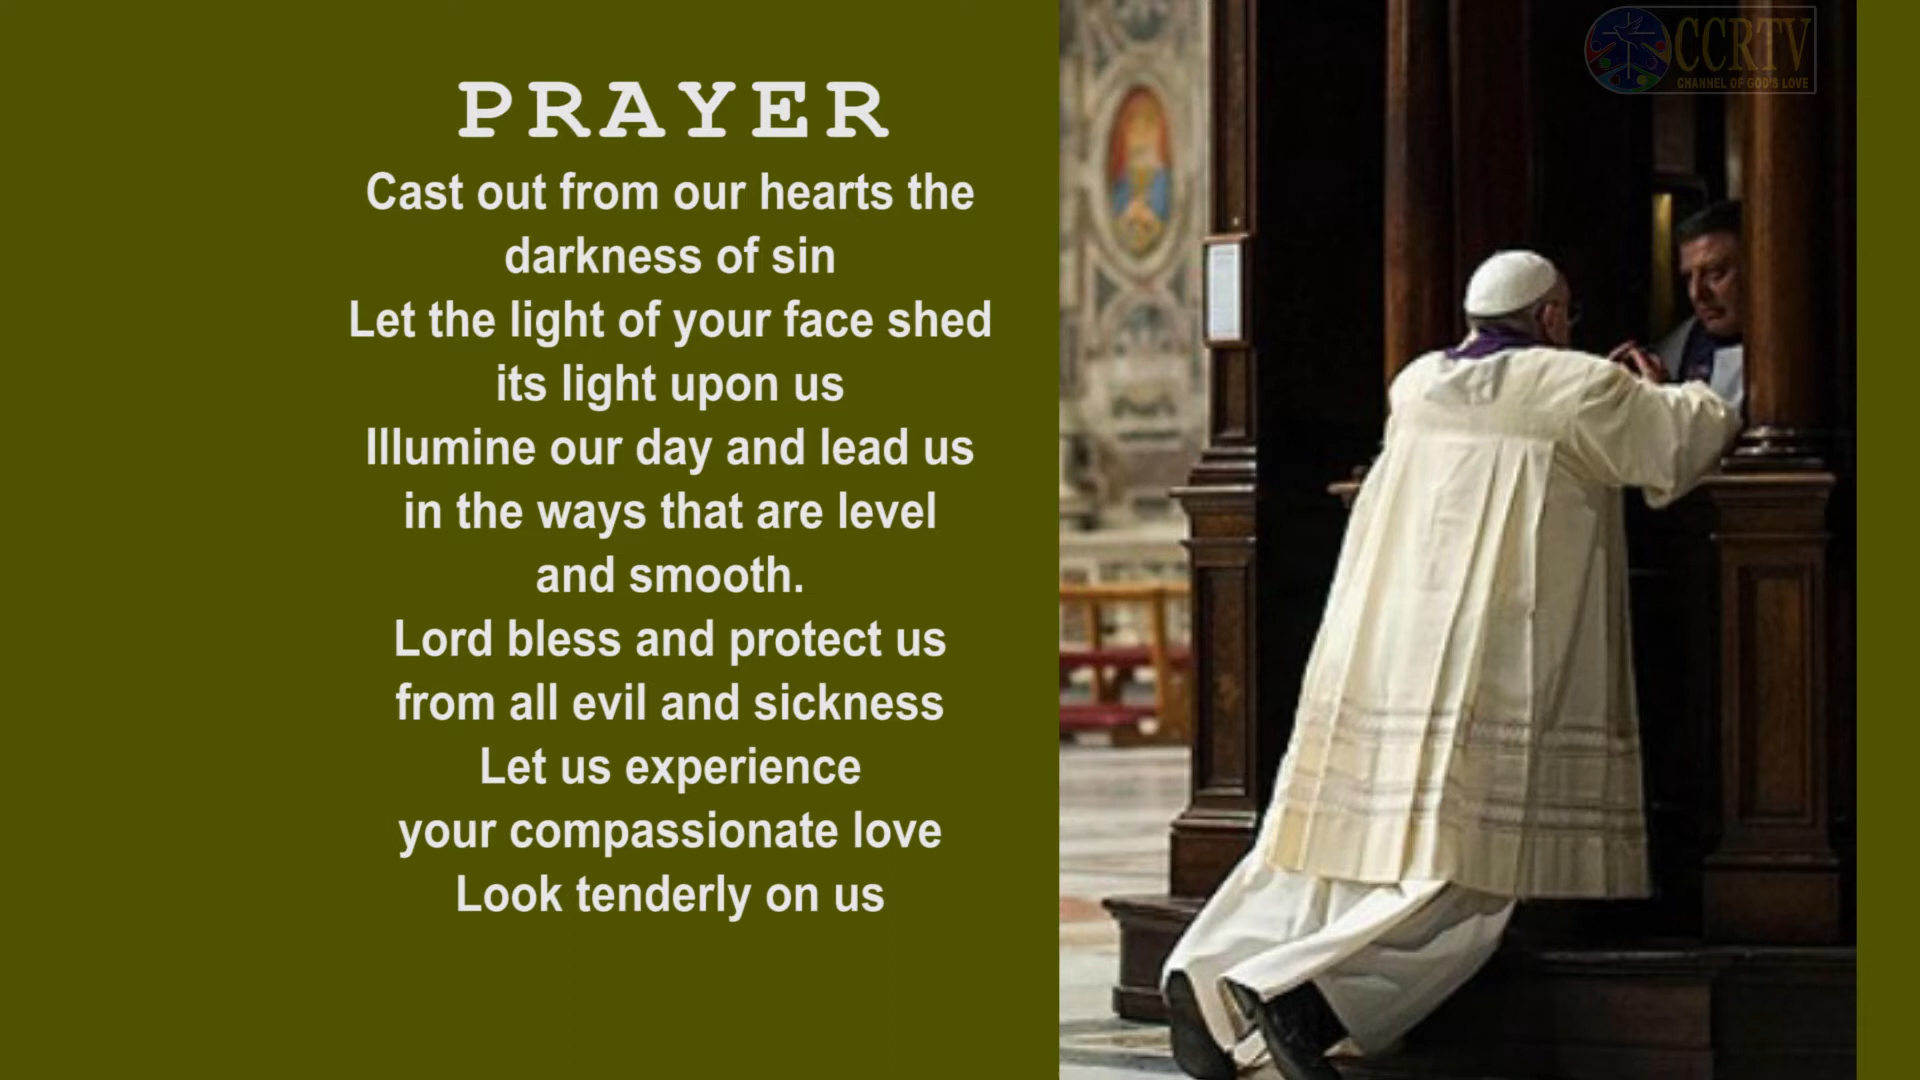 PRAYER
Cast out from our hearts the
darkness of sin
Let the light of your face shed
its light upon us
Illumine our day and lead us
in the ways that are level
and smooth.
Lord bless and protect us
from all evil and sickness
Let us experience
your compassionate love
Look tenderly on us
CCRTV
CHANNEL OF GOD'S LOVE